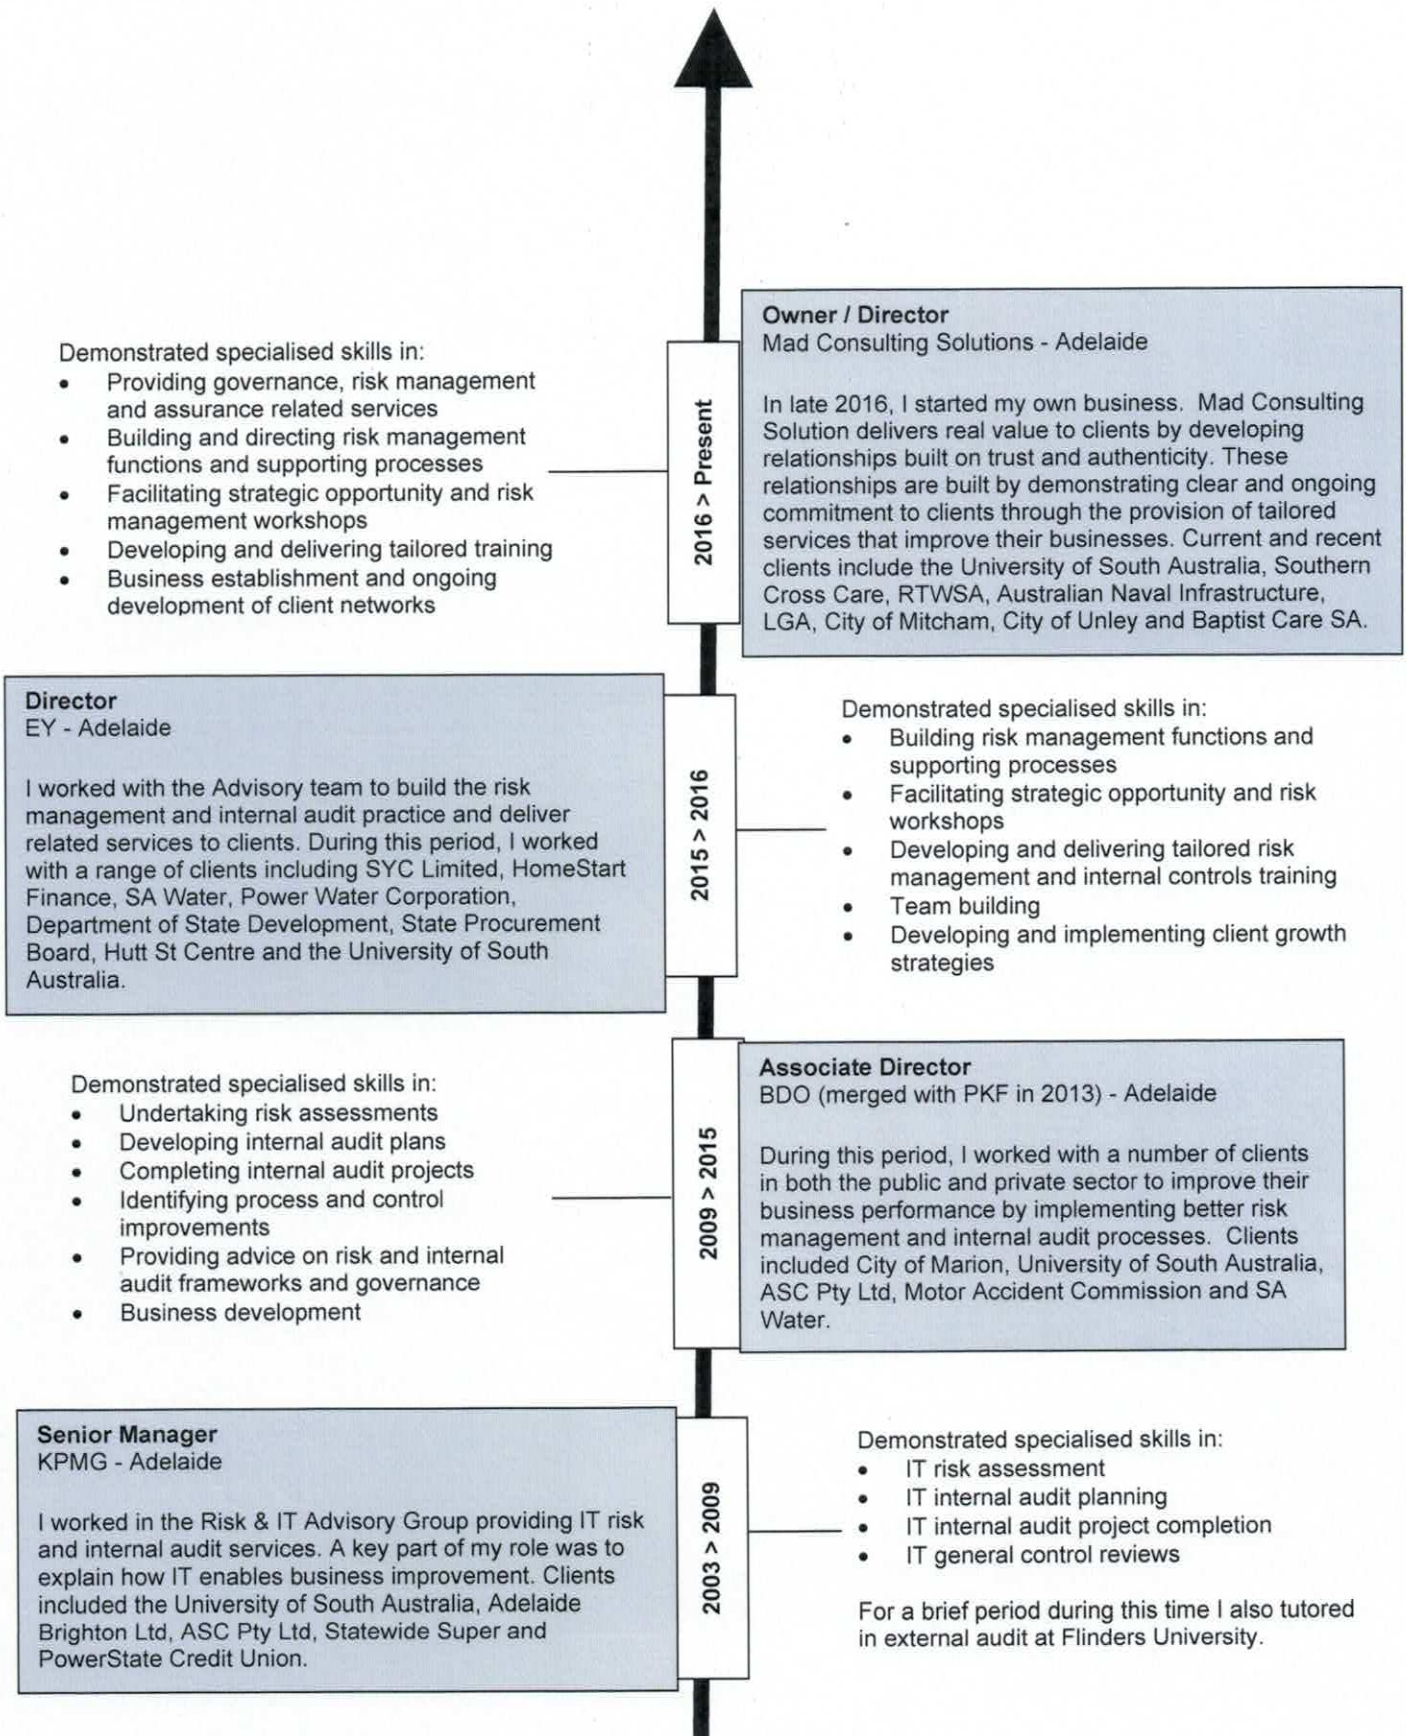 Owner / Director
Mad Consulting Solutions - Adelaide
In late 2016, I started my own business.  Mad Consulting
Solution delivers real value to clients by developing
relationships built on trust and authenticity. These
relationships are built by demonstrating clear and ongoing
commitment to clients through the provision of tailored
services that improve their businesses. Current and recent
clients include the University of South Australia, Southern
Cross Care, RTWSA, Australian Naval Infrastructure,
LGA, City of Mitcham, City of Unley and Baptist Care SA.
2016 > Present
Demonstrated specialised skills in:
• Providing governance, risk management
and assurance related services
• Building and directing risk management
functions and supporting processes
• Facilitating strategic opportunity and risk
management workshops
• Developing and delivering tailored training
• Business establishment and ongoing
development of client networks
Director
EY - Adelaide
I worked with the Advisory team to build the risk
management and internal audit practice and deliver
related services to clients. During this period, I worked
with a range of clients including SYC Limited, HomeStart
Finance, SA Water, Power Water Corporation,
Department of State Development, State Procurement
Board, Hutt St Centre and the University of South
Australia.
2015 > 2016
Demonstrated specialised skills in:
• Building risk management functions and
supporting processes
• Facilitating strategic opportunity and risk
workshops
• Developing and delivering tailored risk
management and internal controls training
• Team building
• Developing and implementing client growth
strategies
Associate Director
BDO (merged with PKF in 2013) - Adelaide
During this period, I worked with a number of clients
in both the public and private sector to improve their
business performance by implementing better risk
management and internal audit processes.  Clients
included City of Marion, University of South Australia,
ASC Pty Ltd, Motor Accident Commission and SA
Water.
2009 > 2015
Demonstrated specialised skills in:
• Undertaking risk assessments
• Developing internal audit plans
• Completing internal audit projects
• Identifying process and control
improvements
• Providing advice on risk and internal
audit frameworks and governance
• Business development
Senior Manager
KPMG - Adelaide
I worked in the Risk & IT Advisory Group providing IT risk
and internal audit services. A key part of my role was to
explain how IT enables business improvement. Clients
included the University of South Australia, Adelaide
Brighton Ltd, ASC Pty Ltd, Statewide Super and
PowerState Credit Union.
2003 > 2009
Demonstrated specialised skills in:
• IT risk assessment
• IT internal audit planning
• IT internal audit project completion
• IT general control reviews
For a brief period during this time I also tutored
in external audit at Flinders University.